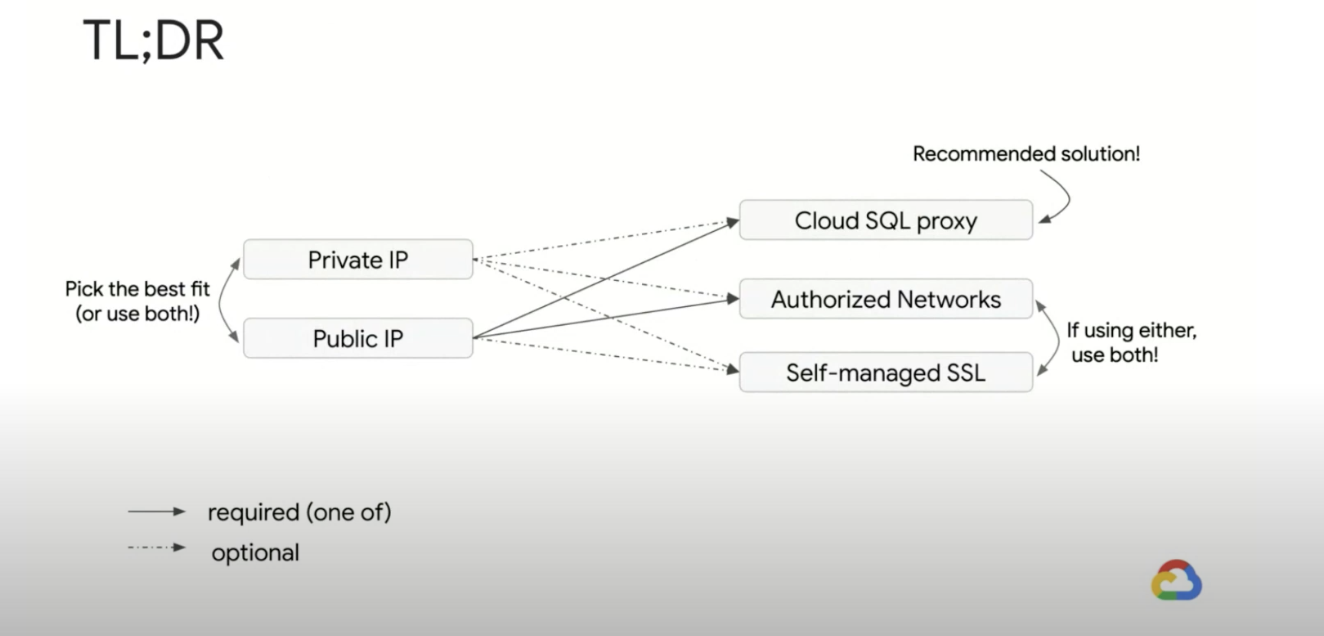 TL;DR
Recommended solution!
Cloud SQL proxy
Private IP
Pick the best fit
(or use both!)
Authorized Networks
Public IP
If using either,
use both!
Self-managed SSL
required (one of)
optional